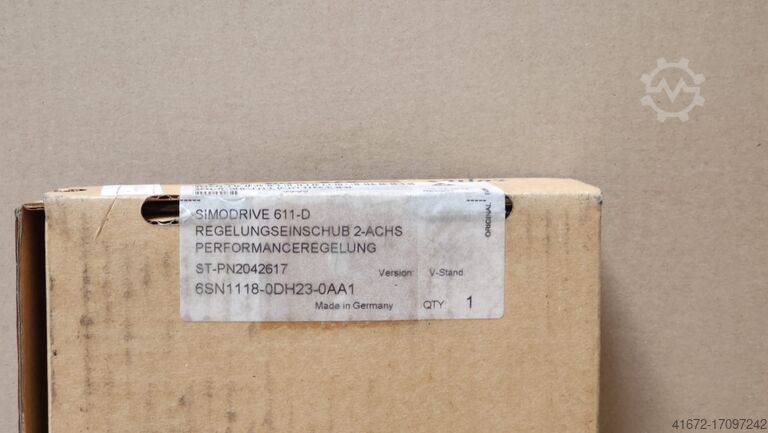 SIMODRIVE 611-D
REGELUNGSEINSCHUB 2-ACHS
PERFORMANCEREGELUNG
ST-PN2042617 Version: V-Stand
6SN1118-0DH23-0AA1
Made in Germany QTY 1
ORIGINAL
41672-17097242